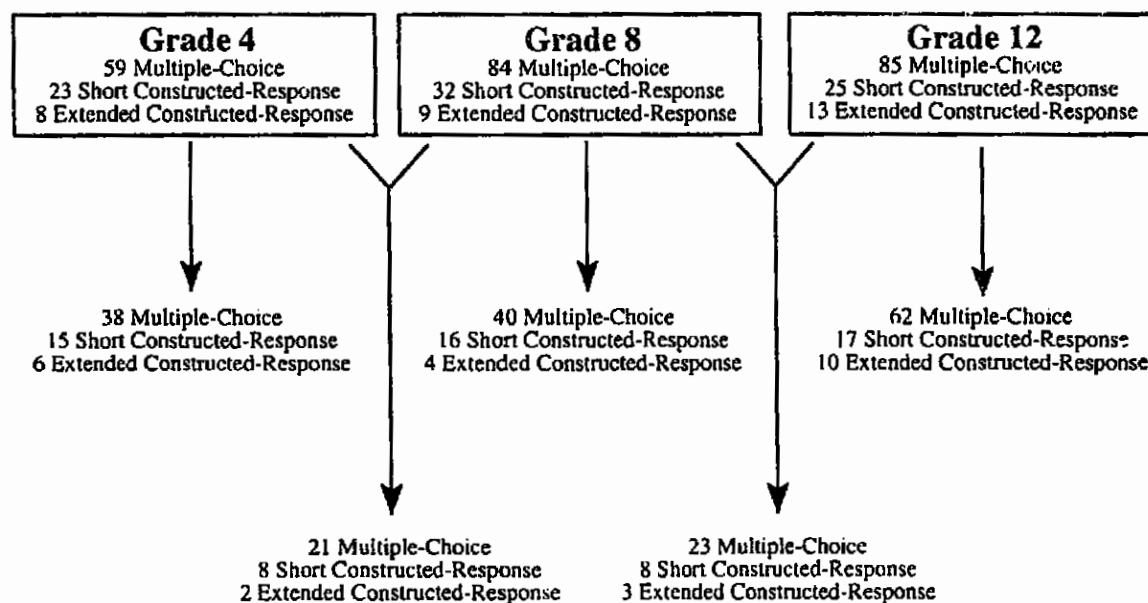 Grade 4
59 Multiple-Choice
23 Short Constructed-Response
8 Extended Constructed-Response
Grade 8
84 Multiple-Choice
32 Short Constructed-Response
9 Extended Constructed-Response
Grade 12
85 Multiple-Choice
25 Short Constructed-Response
13 Extended Constructed-Response
38 Multiple-Choice
15 Short Constructed-Response
6 Extended Constructed-Response
40 Multiple-Choice
16 Short Constructed-Response
4 Extended Constructed-Response
62 Multiple-Choice
17 Short Constructed-Response
10 Extended Constructed-Response
21 Multiple-Choice
8 Short Constructed-Response
2 Extended Constructed-Response
23 Multiple-Choice
8 Short Constructed-Response
3 Extended Constructed-Response